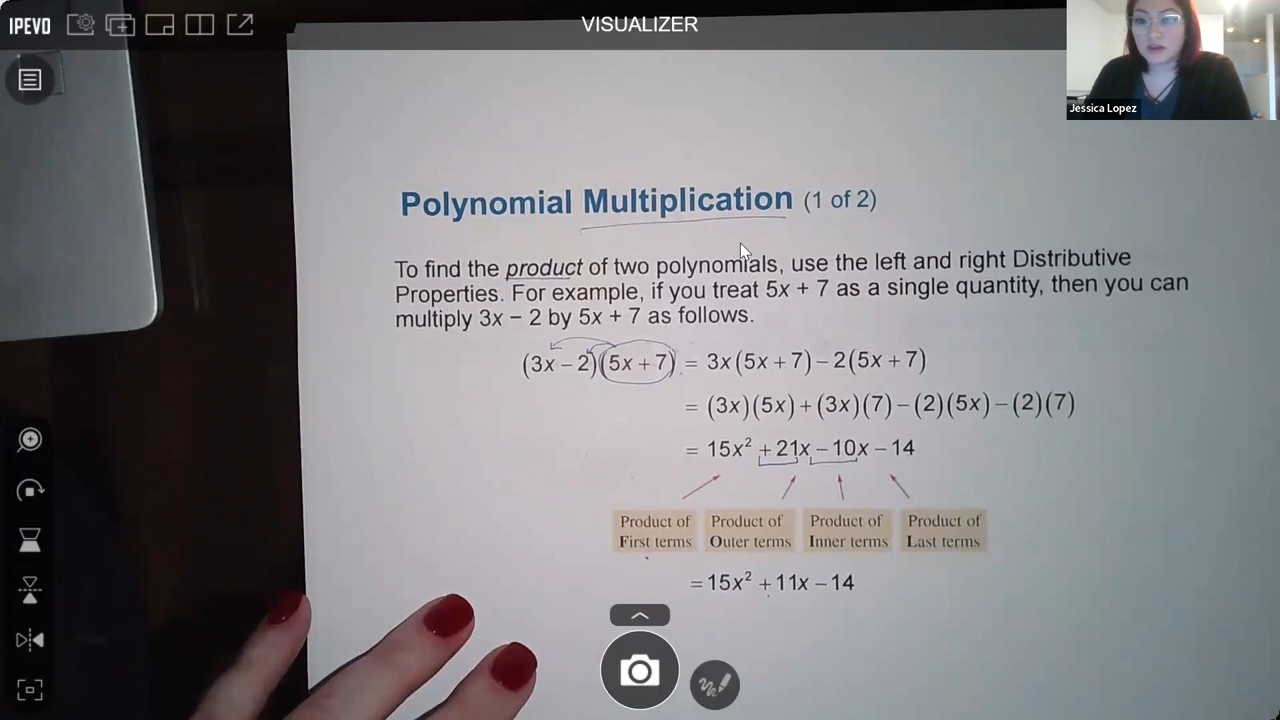 IPEVO
VISUALIZER
Jessica Lopez
Polynomial Multiplication (1 of 2)
To find the product of two polynomials, use the left and right Distributive
Properties. For example, if you treat 5x + 7 as a single quantity, then you can
multiply 3x − 2 by 5x + 7 as follows.
(3x − 2)(5x + 7) = 3x(5x + 7) − 2(5x + 7)
= (3x)(5x) + (3x)(7) − (2)(5x) − (2)(7)
= 15x² + 21x − 10x − 14
Product of First terms
Product of Outer terms
Product of Inner terms
Product of Last terms
= 15x² + 11x − 14